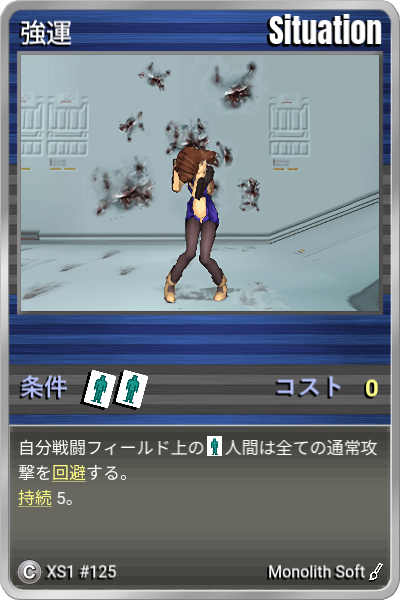 強運 Situation
条件 コスト 0
自分戦闘フィールド上の人間は全ての通常攻
撃を回避する。
持続 5。
C XS1 #125 Monolith Soft